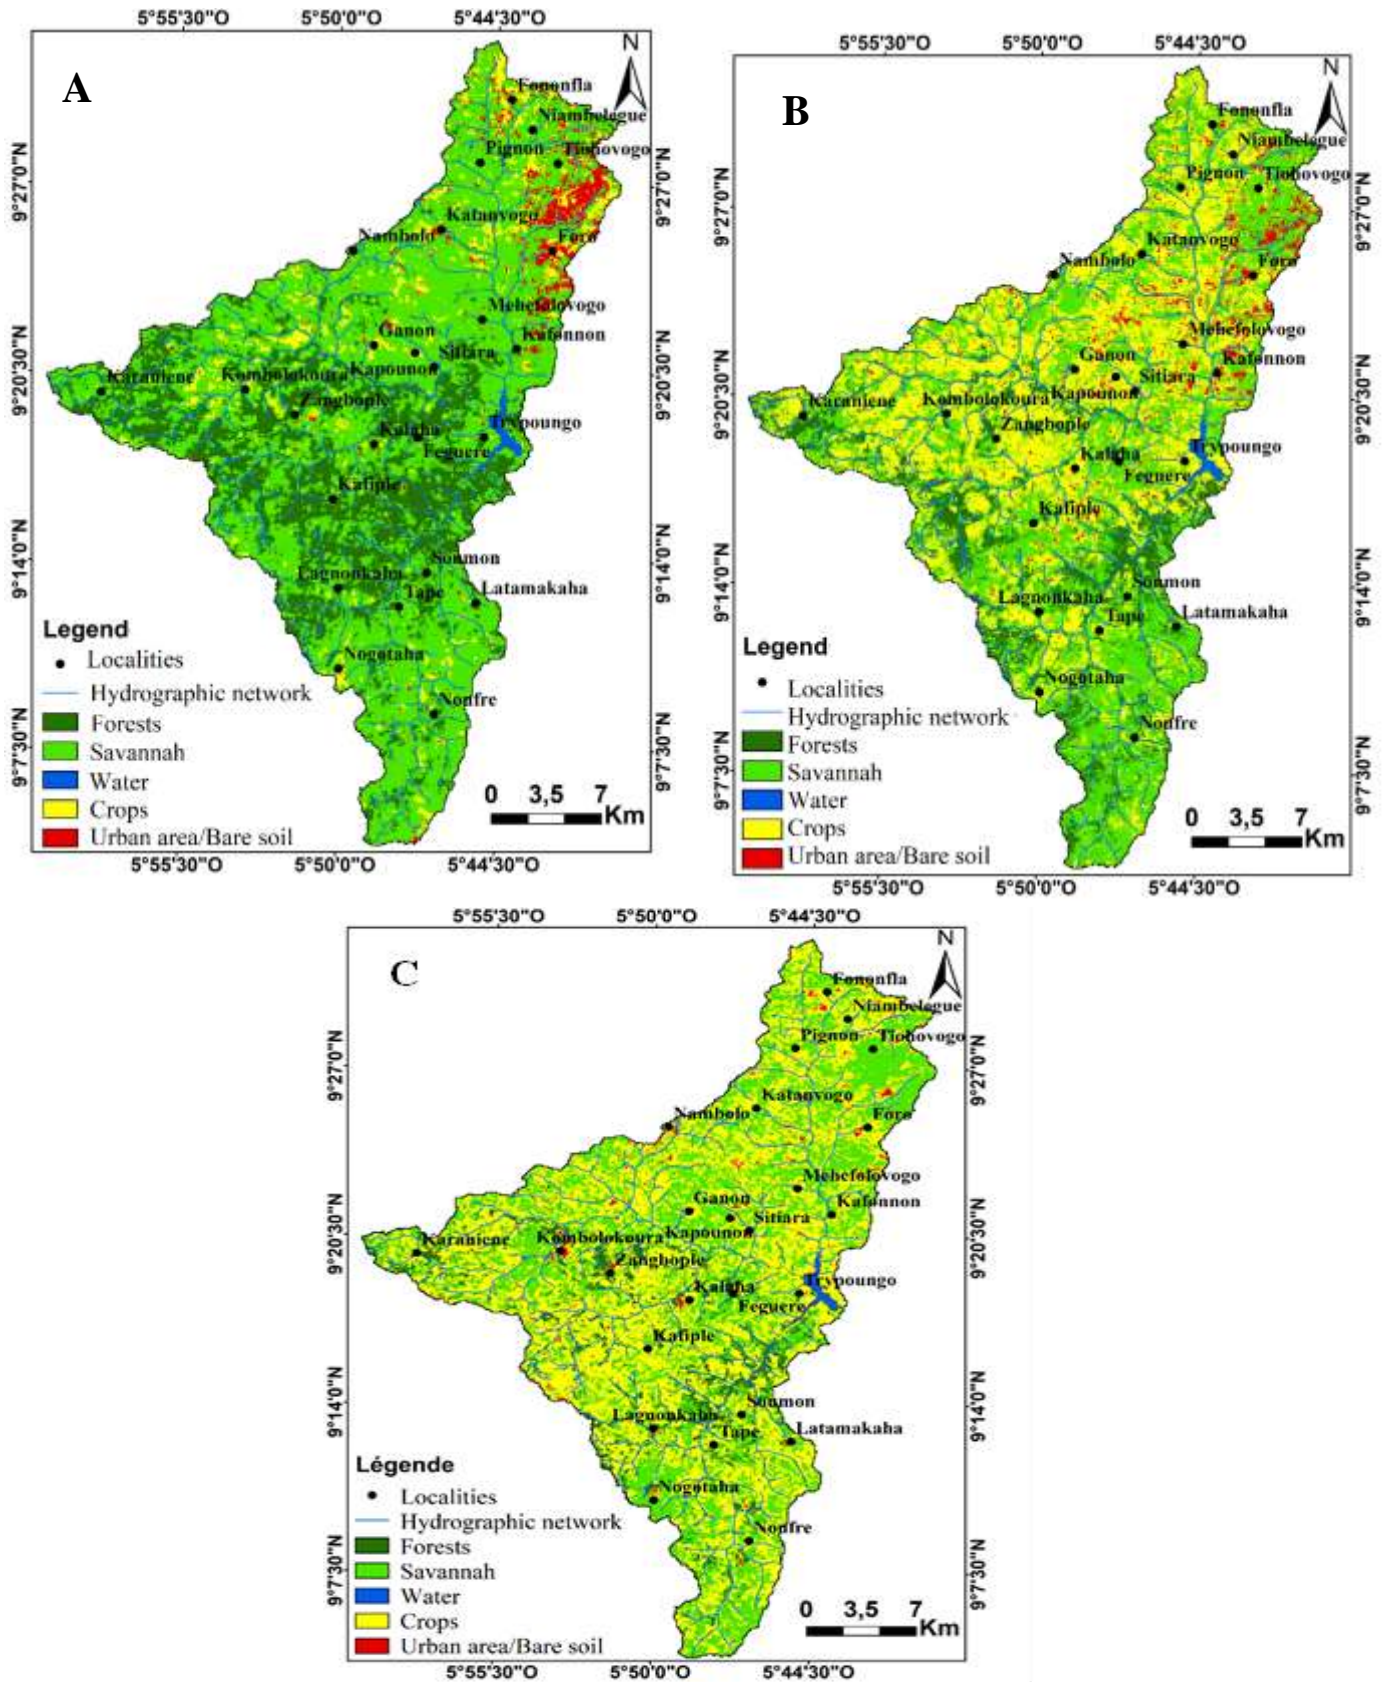 5°55'30"O 5°50'0"O 5°44'30"O
A
N
Fononfla
Niambelegue
Pignon Tiohovogo
9°27'0"N 9°27'0"N
Katanvogo
Nambolo Foro
Mehefolovogo
Ganon Kafonnon
Sitiara
9°20'30"N 9°20'30"N
Karaniene Kombolokoura Kapounon
Zangbople
Kalaha Trypoungo
Feguere
Kafiple
9°14'0"N 9°14'0"N
Soumon
Lagnonkaha
Tape Latamakaha
Legend
Localities
Nogotaha
Hydrographic network
Nonfre
Forests
9°7'30"N 9°7'30"N
Savannah
Water
0 3,5 7
Km
Crops
Urban area/Bare soil
5°55'30"O 5°50'0"O 5°44'30"O
5°55'30"O 5°50'0"O 5°44'30"O
B
N
Fononfla
Niambelegue
Pignon Tiohovogo
9°27'0"N 9°27'0"N
Katanvogo
Nambolo Foro
Mehefolovogo
Ganon Kafonnon
Sitiara
9°20'30"N 9°20'30"N
Karaniene Kombolokoura Kapounon
Zangbople
Kalaha Trypoungo
Feguere
Kafiple
9°14'0"N 9°14'0"N
Soumon
Lagnonkaha
Tape Latamakaha
Legend
Nogotaha
Localities
Hydrographic network
Nonfre
Forests
9°7'30"N 9°7'30"N
Savannah
Water
0 3,5 7
Km
Crops
Urban area/Bare soil
5°55'30"O 5°50'0"O 5°44'30"O
5°55'30"O 5°50'0"O 5°44'30"O
C
N
Fononfla
Niambelegue
Pignon Tiohovogo
9°27'0"N 9°27'0"N
Katanvogo
Nambolo Foro
Mehefolovogo
Ganon Kafonnon
Sitiara
9°20'30"N 9°20'30"N
Karaniene Kombolokoura Kapounon
Zangbople
Kalaha Trypoungo
Feguere
Kafiple
9°14'0"N 9°14'0"N
Soumon
Lagnonkaha
Tape Latamakaha
Légende
Nogotaha
Localities
Hydrographic network
Nonfre
Forests
9°7'30"N 9°7'30"N
Savannah
Water
0 3,5 7
Km
Crops
Urban area/Bare soil
5°55'30"O 5°50'0"O 5°44'30"O